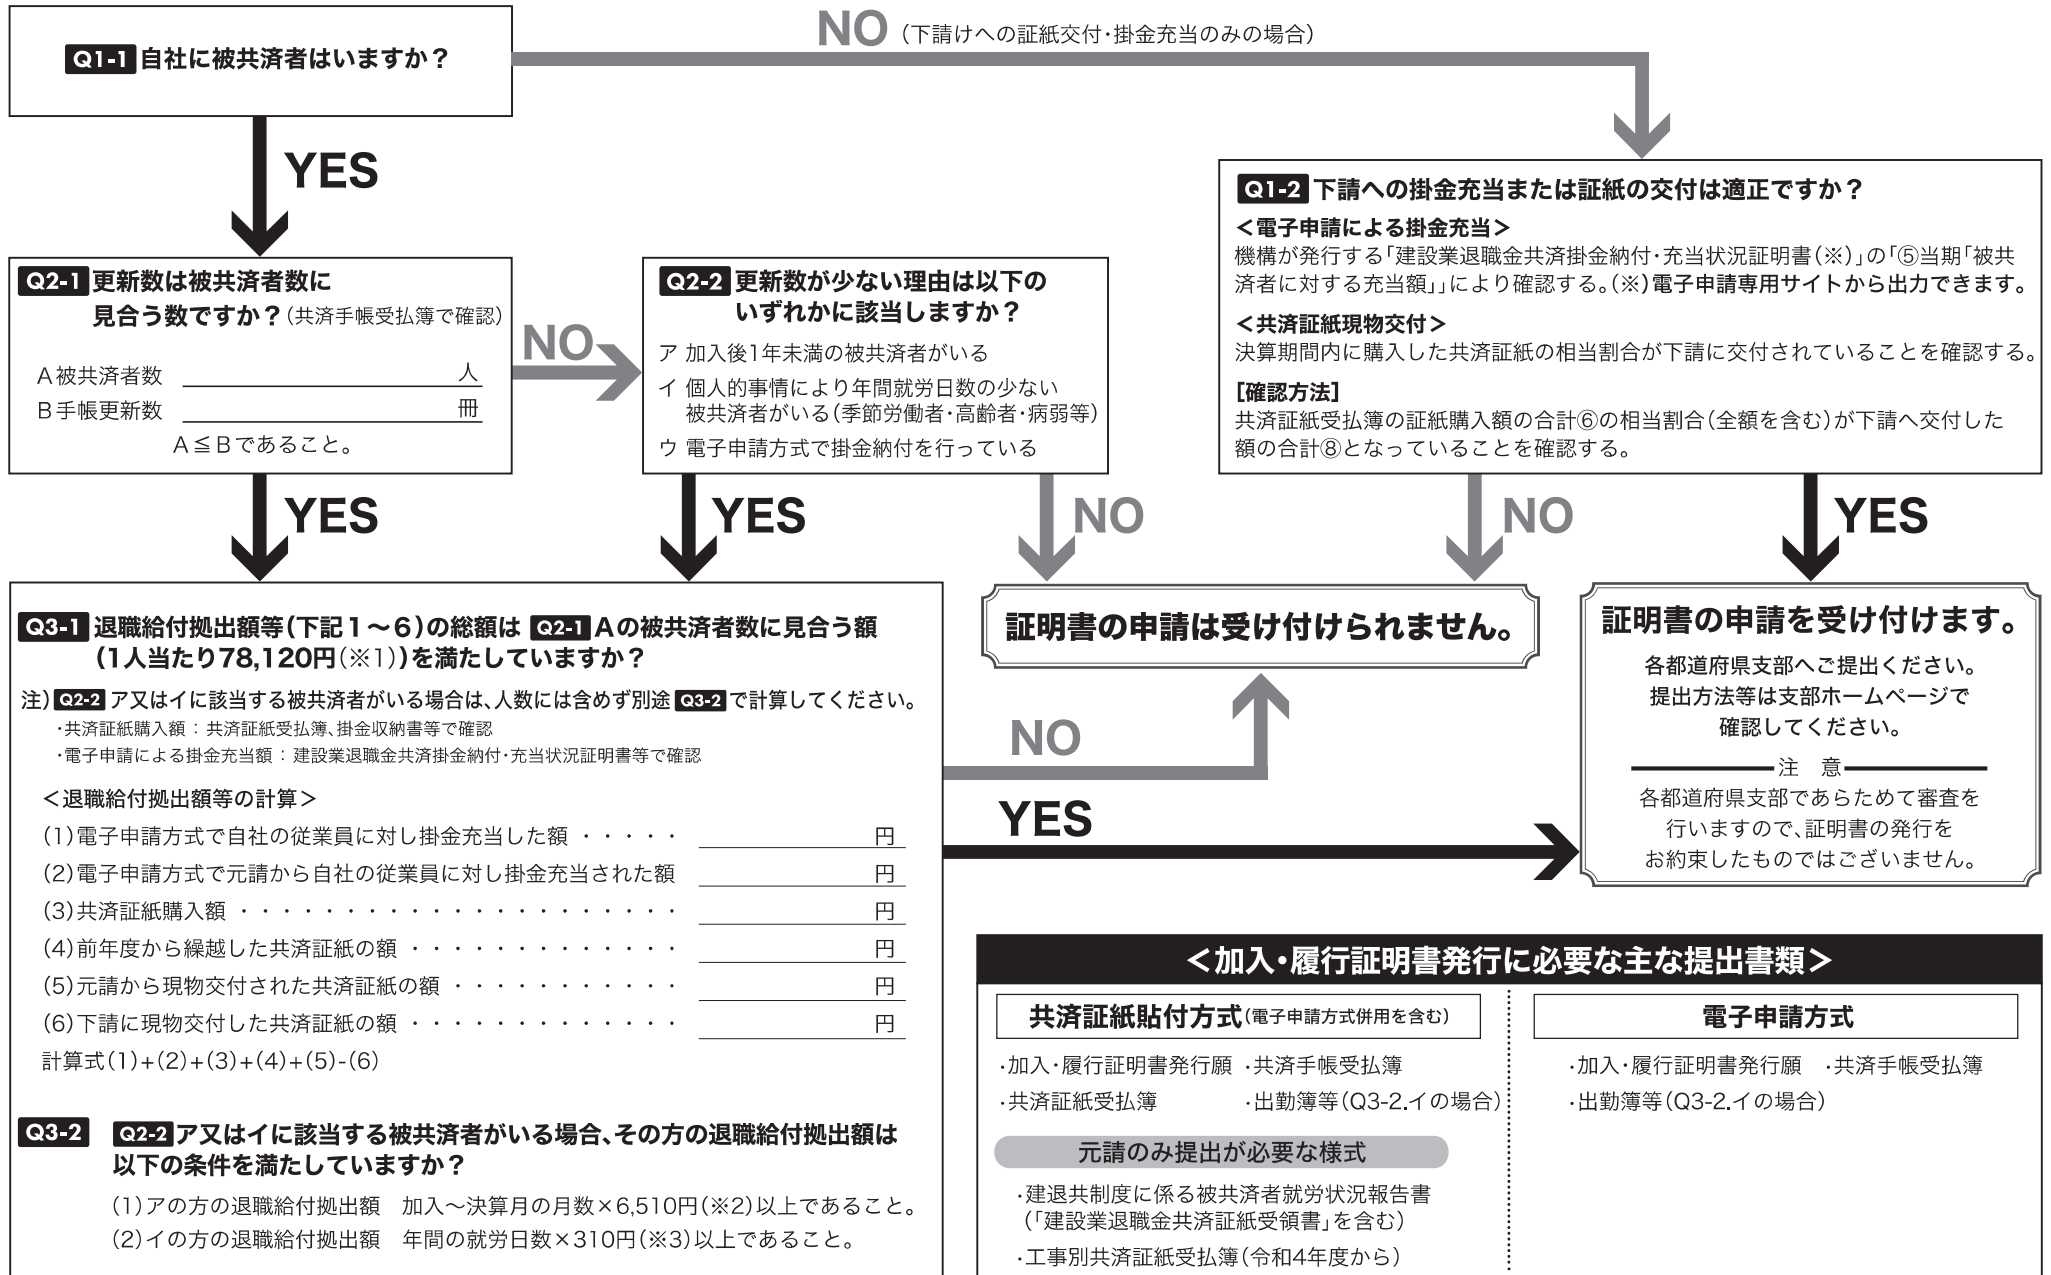 Q1-1 自社に被共済者はいますか？
NO（下請けへの証紙交付・掛金充当のみの場合）
YES
Q1-2 下請への掛金充当または証紙の交付は適正ですか？
＜電子申請による掛金充当＞
機構が発行する「建設業退職金共済掛金納付・充当状況証明書（※）」の「⑤当期「被共
済者に対する充当額」」により確認する。（※）電子申請専用サイトから出力できます。
＜共済証紙現物交付＞
決算期間内に購入した共済証紙の相当割合が下請に交付されていることを確認する。
［確認方法］
共済証紙受払簿の証紙購入額の合計⑥の相当割合（全額を含む）が下請へ交付した
額の合計⑧となっていることを確認する。
Q2-1 更新数は被共済者数に
見合う数ですか？（共済手帳受払簿で確認）
A被共済者数 人
B手帳更新数 冊
A≦Bであること。
NO
Q2-2 更新数が少ない理由は以下の
いずれかに該当しますか？
ア 加入後1年未満の被共済者がいる
イ 個人的事情により年間就労日数の少ない
被共済者がいる（季節労働者・高齢者・病弱等）
ウ 電子申請方式で掛金納付を行っている
YES
YES
NO
NO
YES
Q3-1 退職給付拠出額等（下記1～6）の総額は Q2-1 Aの被共済者数に見合う額
（1人当たり78,120円（※1））を満たしていますか？
注）Q2-2 ア又はイに該当する被共済者がいる場合は、人数には含めず別途 Q3-2 で計算してください。
・共済証紙購入額：共済証紙受払簿、掛金収納書等で確認
・電子申請による掛金充当額：建設業退職金共済掛金納付・充当状況証明書等で確認
＜退職給付拠出額等の計算＞
（1）電子申請方式で自社の従業員に対し掛金充当した額 ・・・・・ 円
（2）電子申請方式で元請から自社の従業員に対し掛金充当された額 円
（3）共済証紙購入額 ・・・・・・・・・・・・・・・・・・・・・ 円
（4）前年度から繰越した共済証紙の額 ・・・・・・・・・・・・・ 円
（5）元請から現物交付された共済証紙の額 ・・・・・・・・・・・ 円
（6）下請に現物交付した共済証紙の額 ・・・・・・・・・・・・・ 円
計算式（1）+（2）+（3）+（4）+（5）-（6）
Q3-2 Q2-2 ア又はイに該当する被共済者がいる場合、その方の退職給付拠出額は
以下の条件を満たしていますか？
（1）アの方の退職給付拠出額　加入～決算月の月数×6,510円（※2）以上であること。
（2）イの方の退職給付拠出額　年間の就労日数×310円（※3）以上であること。
証明書の申請は受け付けられません。
NO
YES
証明書の申請を受け付けます。
各都道府県支部へご提出ください。
提出方法等は支部ホームページで
確認してください。
注　意
各都道府県支部であらためて審査を
行いますので、証明書の発行を
お約束したものではございません。
＜加入・履行証明書発行に必要な主な提出書類＞
共済証紙貼付方式（電子申請方式併用を含む）
・加入・履行証明書発行願 ・共済手帳受払簿
・共済証紙受払簿 ・出勤簿等（Q3-2.イの場合）
元請のみ提出が必要な様式
・建退共制度に係る被共済者就労状況報告書
（「建設業退職金共済証紙受領書」を含む）
・工事別共済証紙受払簿（令和4年度から）
電子申請方式
・加入・履行証明書発行願 ・共済手帳受払簿
・出勤簿等（Q3-2.イの場合）